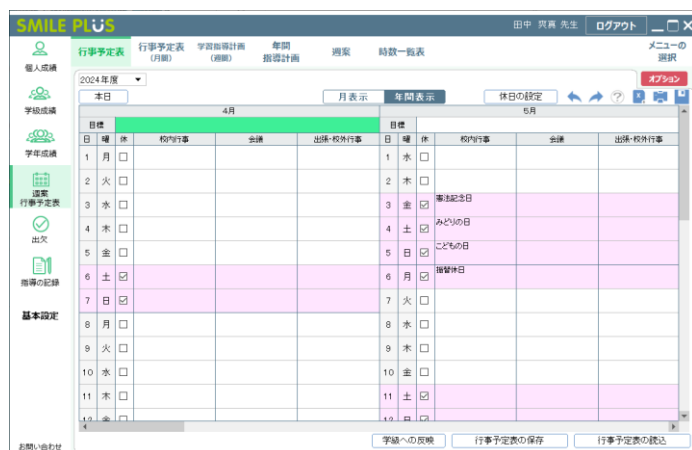 SMILE PLUS
田中 巽真 先生 ログアウト
個人成績
学級成績
学年成績
週案
行事予定表
出欠
指導の記録
基本設定
お問い合わせ
行事予定表 行事予定表 学習指導計画 年間 週案 時数一覧表 メニューの
(月間) (週間) 指導計画 選択
2024年度 オプション
本日 月表示 年間表示 休日の設定 ?
4月 5月
目標 目標
日 曜 休 校内行事 会議 出張・校外行事 日 曜 休 校内行事 会議 出張・校外行事
1 月 1 水
2 火 2 木
3 水 3 金 憲法記念日
4 木 4 土 みどりの日
5 金 5 日 こどもの日
6 土 6 月 振替休日
7 日 7 火
8 月 8 水
9 火 9 木
10 水 10 金
11 木 11 土
12 金 12 日
学級への反映 行事予定表の保存 行事予定表の読込